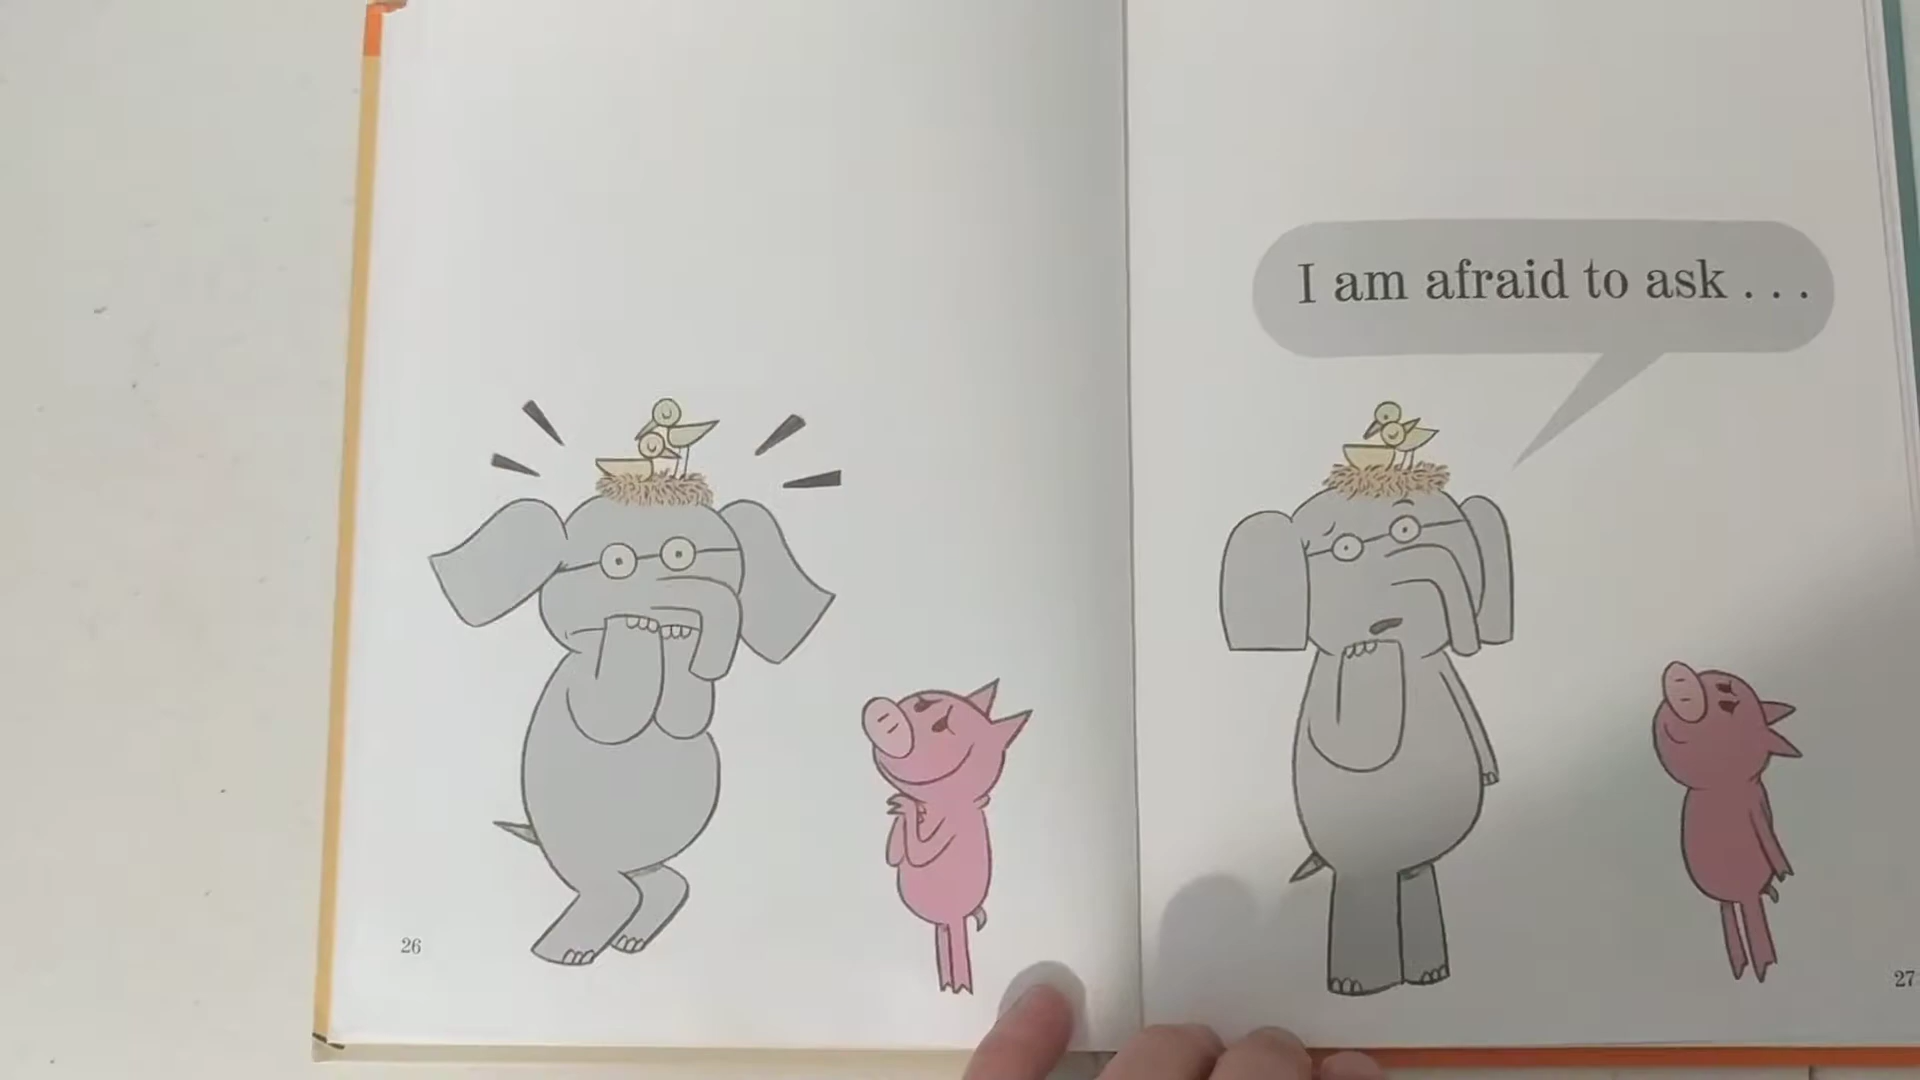 I am afraid to ask . . .
26
27